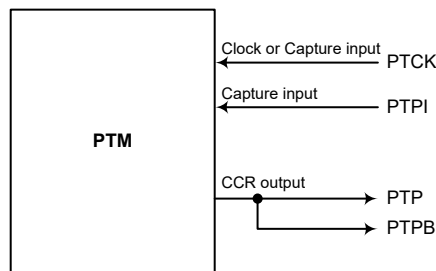 Clock or Capture input
PTCK
Capture input
PTPI
PTM
CCR output
PTP
PTPB